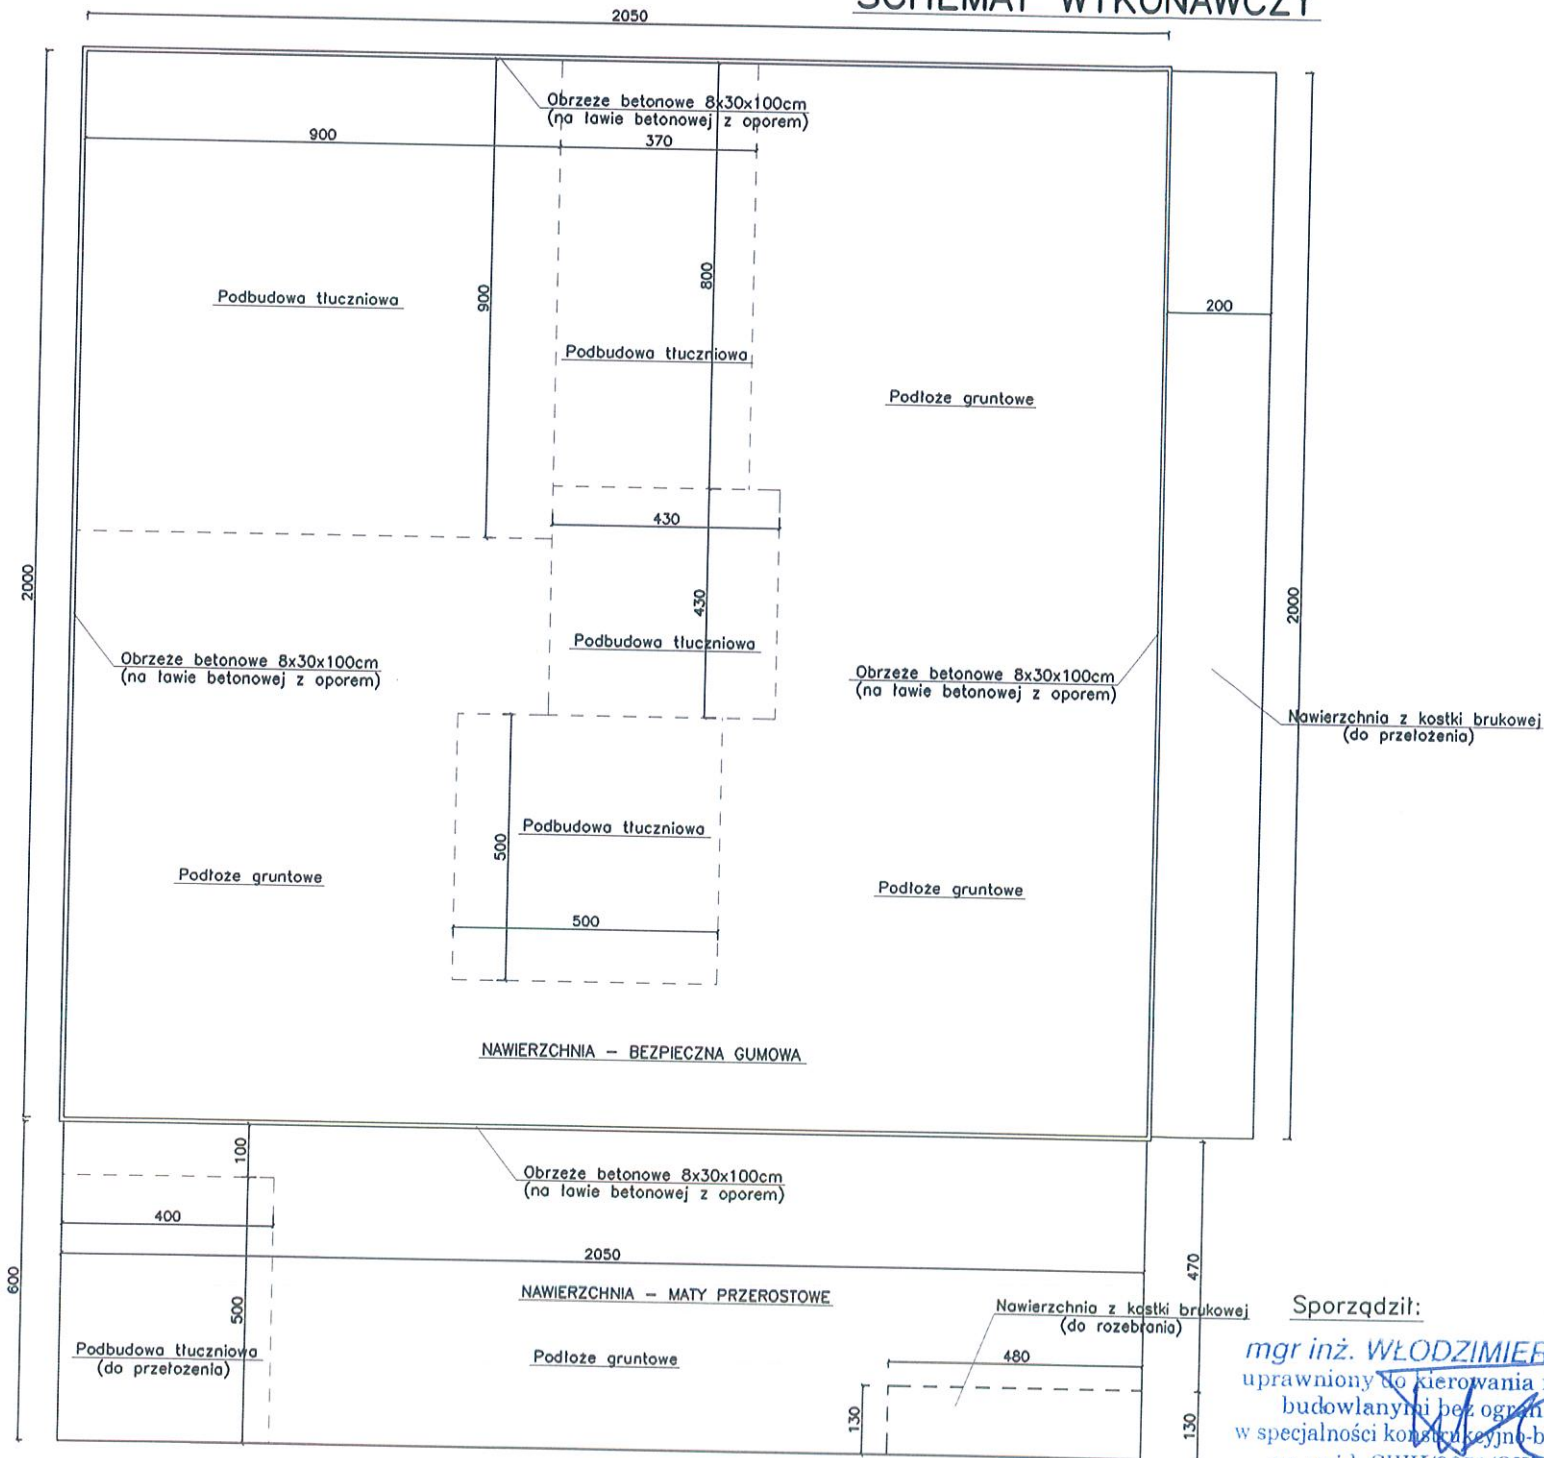 SCHEMAT WYKONAWCZY
2050
Obrzeże betonowe 8x30x100cm
(na ławie betonowej z oporem)
900
370
800
900
Podbudowa tłuczniowa
200
Podbudowa tłuczniowa
Podłoże gruntowe
430
2000
430
2000
Podbudowa tłuczniowa
Obrzeże betonowe 8x30x100cm
(na ławie betonowej z oporem)
Obrzeże betonowe 8x30x100cm
(na ławie betonowej z oporem)
Nawierzchnia z kostki brukowej
(do przełożenia)
Podbudowa tłuczniowa
500
Podłoże gruntowe
Podłoże gruntowe
500
NAWIERZCHNIA – BEZPIECZNA GUMOWA
100
Obrzeże betonowe 8x30x100cm
(na ławie betonowej z oporem)
400
2050
470
600
NAWIERZCHNIA – MATY PRZEROSTOWE
500
Nawierzchnia z kostki brukowej
(do rozebrania)
Sporządził:
Podbudowa tłuczniowa
(do przełożenia)
Podłoże gruntowe
480
130
130
mgr inż. WŁODZIMIER
uprawniony do kierowania
budowlanymi bez ogran
w specjalności konstrukcyjno-b